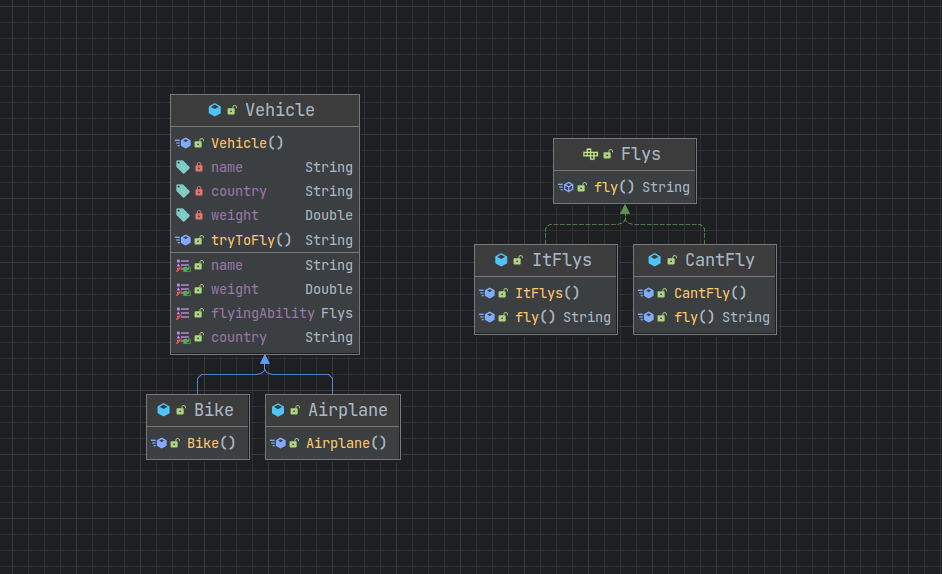 Vehicle
Vehicle()
name String
country String
weight Double
tryToFly() String
name String
weight Double
flyingAbility Flys
country String
Bike
Bike()
Airplane
Airplane()
Flys
fly() String
ItFlys
ItFlys()
fly() String
CantFly
CantFly()
fly() String